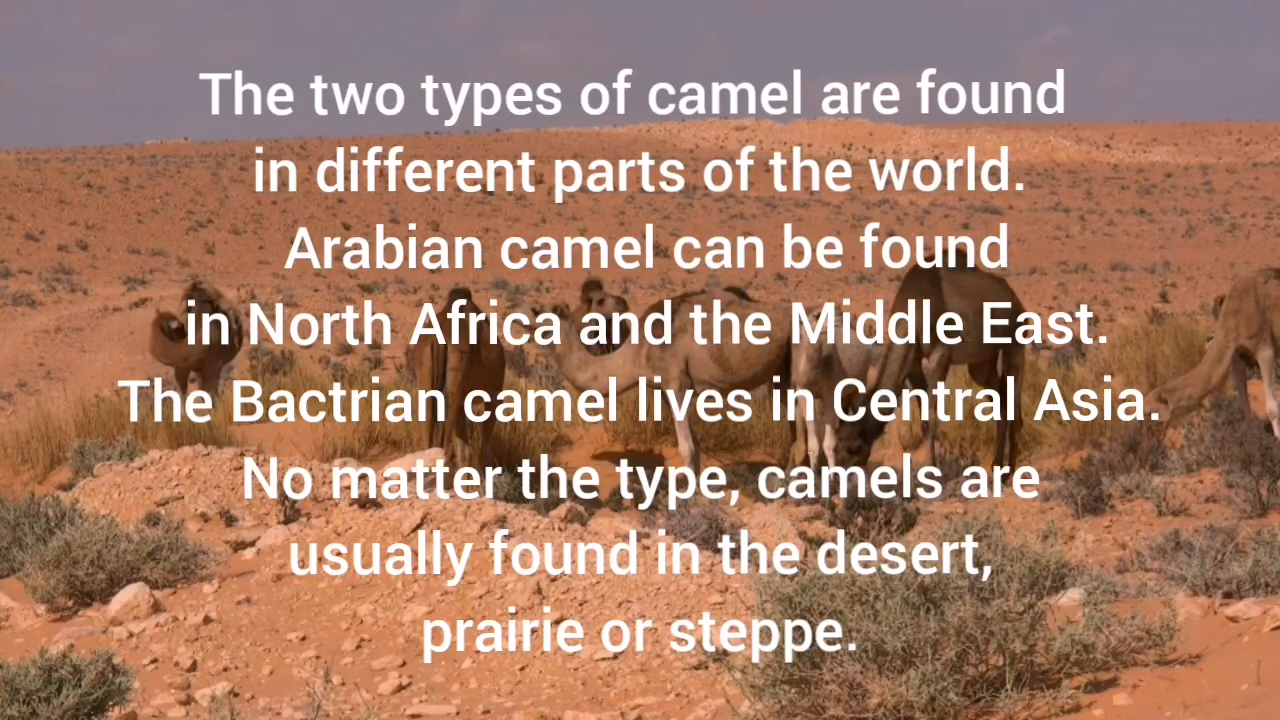 The two types of camel are found
in different parts of the world.
Arabian camel can be found
in North Africa and the Middle East.
The Bactrian camel lives in Central Asia.
No matter the type, camels are
usually found in the desert,
prairie or steppe.